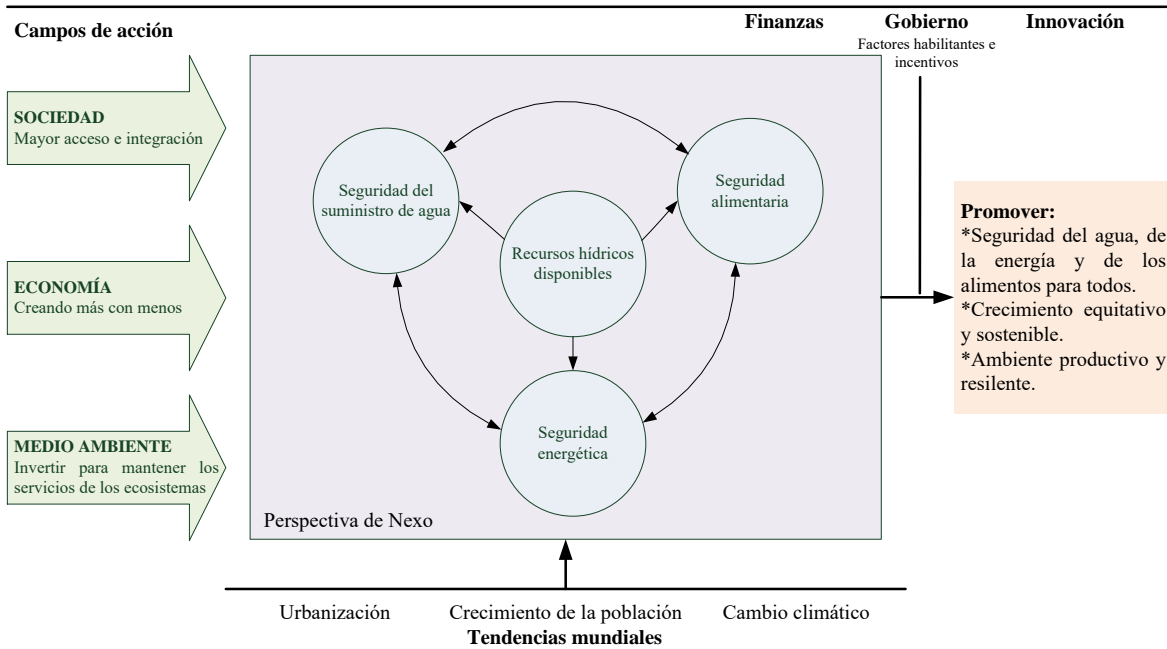 Campos de acción
Finanzas
Gobierno
Innovación
Factores habilitantes e
incentivos
SOCIEDAD
Mayor acceso e integración
ECONOMÍA
Creando más con menos
MEDIO AMBIENTE
Invertir para mantener los
servicios de los ecosistemas
Seguridad del
suministro de agua
Seguridad
alimentaria
Recursos hídricos
disponibles
Seguridad
energética
Perspectiva de Nexo
Promover:
*Seguridad del agua, de
la energía y de los
alimentos para todos.
*Crecimiento equitativo
y sostenible.
*Ambiente productivo y
resilente.
Urbanización
Crecimiento de la población
Cambio climático
Tendencias mundiales